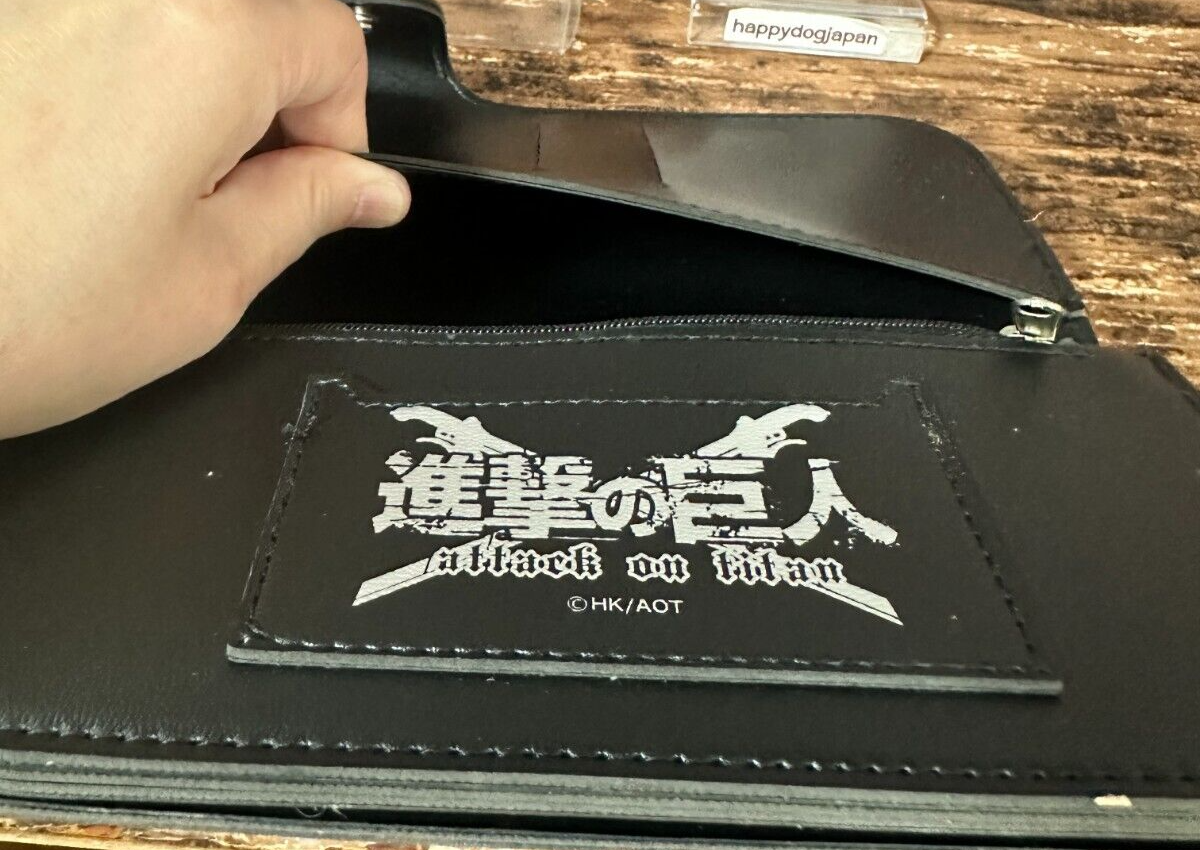 happydogjapan
進撃の巨人
attack on titan
©HK/AOT